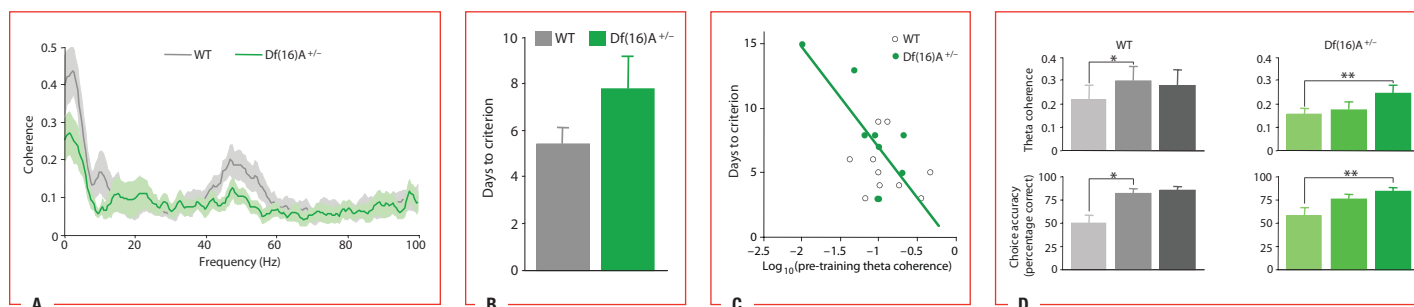 0.5
0.4
0.3
0.2
0.1
0
0
20
40
60
80
100
Coherence
Frequency (Hz)
WT
Df(16)A +/–
A
10
8
6
4
2
0
Days to criterion
WT
Df(16)A +/–
B
15
10
5
0
–2.5
–2
–1.5
–1.0
–0.5
0
Days to criterion
Log10(pre-training theta coherence)
WT
Df(16)A +/–
C
WT
0.4
0.3
0.2
0.1
0
Theta coherence
*
Df(16)A +/–
0.4
0.3
0.2
0.1
0
**
100
75
50
25
0
Choice accuracy
(percentage correct)
*
100
75
50
25
0
**
D